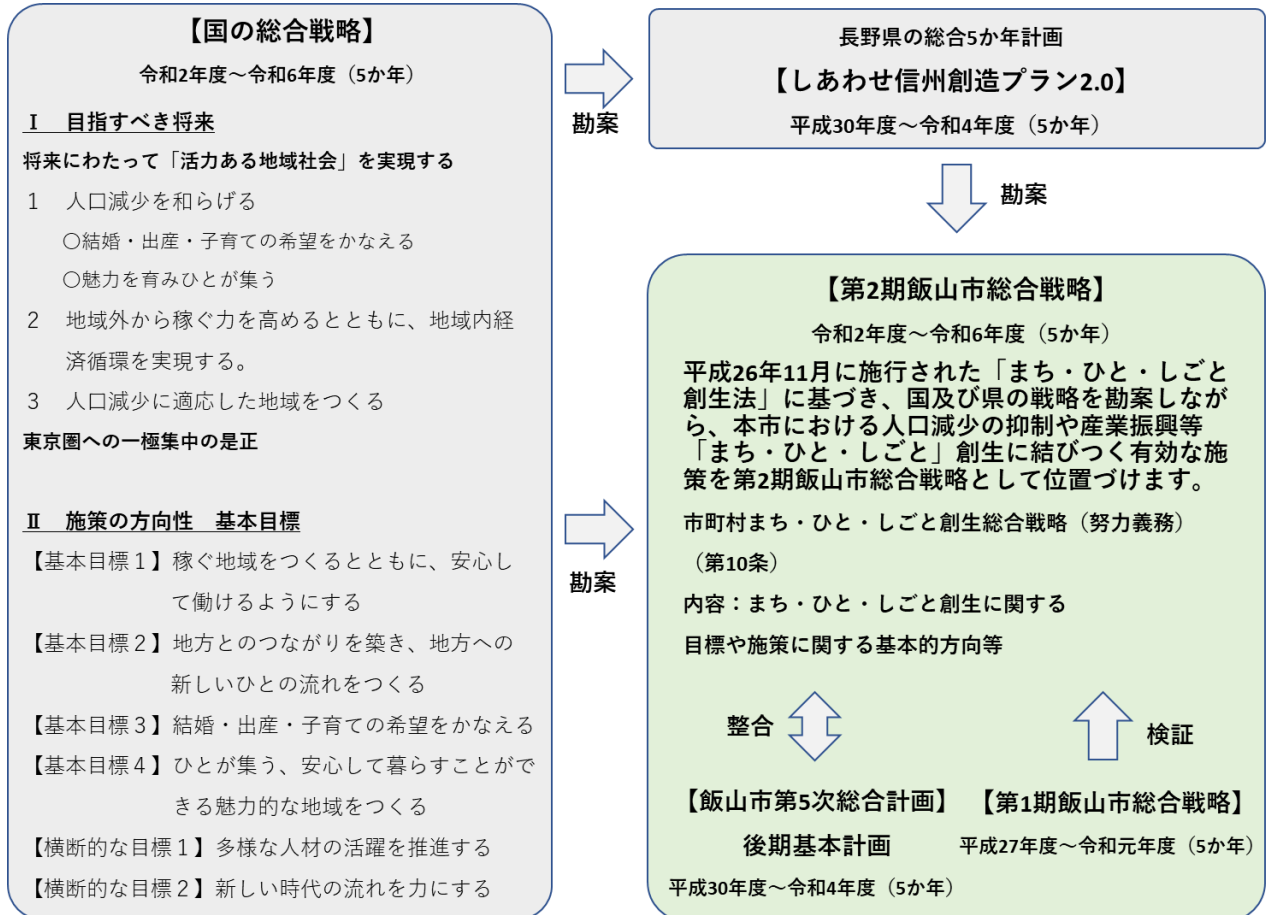 【国の総合戦略】
令和2年度～令和6年度（5か年）
Ⅰ　目指すべき将来
将来にわたって「活力ある地域社会」を実現する
1　人口減少を和らげる
○結婚・出産・子育ての希望をかなえる
○魅力を育みひとが集う
2　地域外から稼ぐ力を高めるとともに、地域内経
済循環を実現する。
3　人口減少に適応した地域をつくる
東京圏への一極集中の是正
Ⅱ　施策の方向性　基本目標
【基本目標１】稼ぐ地域をつくるとともに、安心し
て働けるようにする
【基本目標２】地方とのつながりを築き、地方への
新しいひとの流れをつくる
【基本目標３】結婚・出産・子育ての希望をかなえる
【基本目標４】ひとが集う、安心して暮らすことがで
きる魅力的な地域をつくる
【横断的な目標１】多様な人材の活躍を推進する
【横断的な目標２】新しい時代の流れを力にする
勘案
勘案
長野県の総合5か年計画
【しあわせ信州創造プラン2.0】
平成30年度～令和4年度（5か年）
勘案
【第2期飯山市総合戦略】
令和2年度～令和6年度（5か年）
平成26年11月に施行された「まち・ひと・しごと
創生法」に基づき、国及び県の戦略を勘案しなが
ら、本市における人口減少の抑制や産業振興等
「まち・ひと・しごと」創生に結びつく有効な施
策を第2期飯山市総合戦略として位置づけます。
市町村まち・ひと・しごと創生総合戦略（努力義務）
（第10条）
内容：まち・ひと・しごと創生に関する
目標や施策に関する基本的方向等
整合
検証
【飯山市第5次総合計画】
後期基本計画
平成30年度～令和4年度（5か年）
【第1期飯山市総合戦略】
平成27年度～令和元年度（5か年）